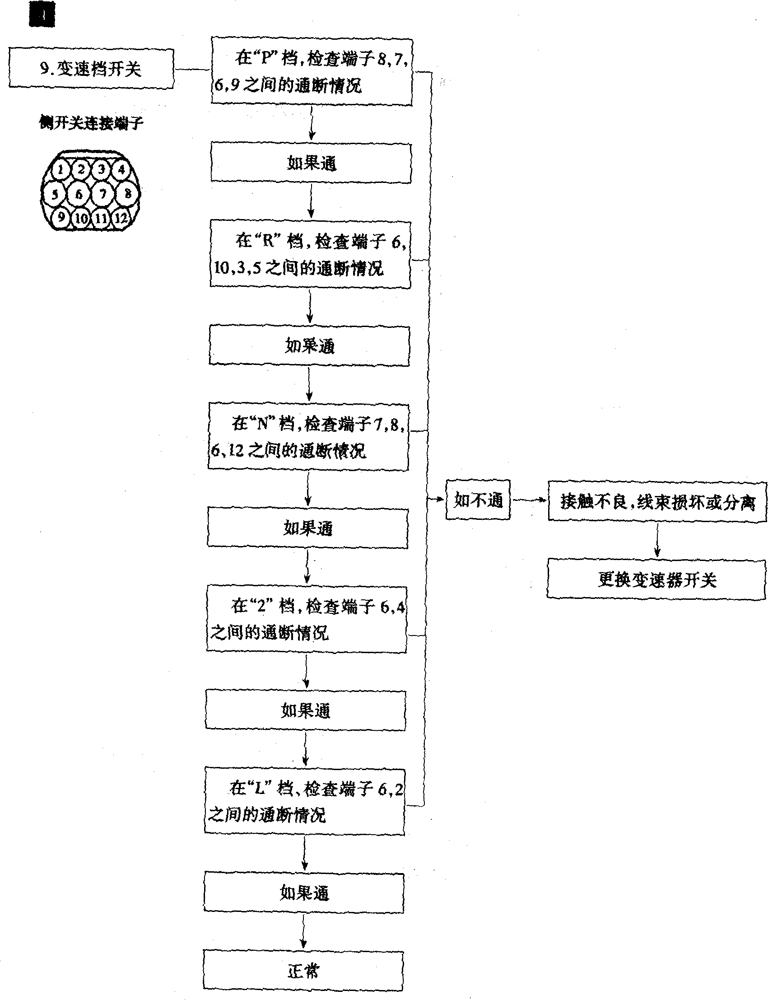 9.变速档开关
在“P”档,检查端子8,7,
6,9之间的通断情况
侧开关连接端子
1 2 3 4
5 6 7 8
9 10 11 12
如果通
在“R”档,检查端子6,
10,3,5之间的通断情况
如果通
在“N”档,检查端子7,8,
6,12之间的通断情况
如果通
如不通
接触不良,线束损坏或分离
更换变速器开关
在“2”档,检查端子6,4
之间的通断情况
如果通
在“L”档、检查端子6,2
之间的通断情况
如果通
正常